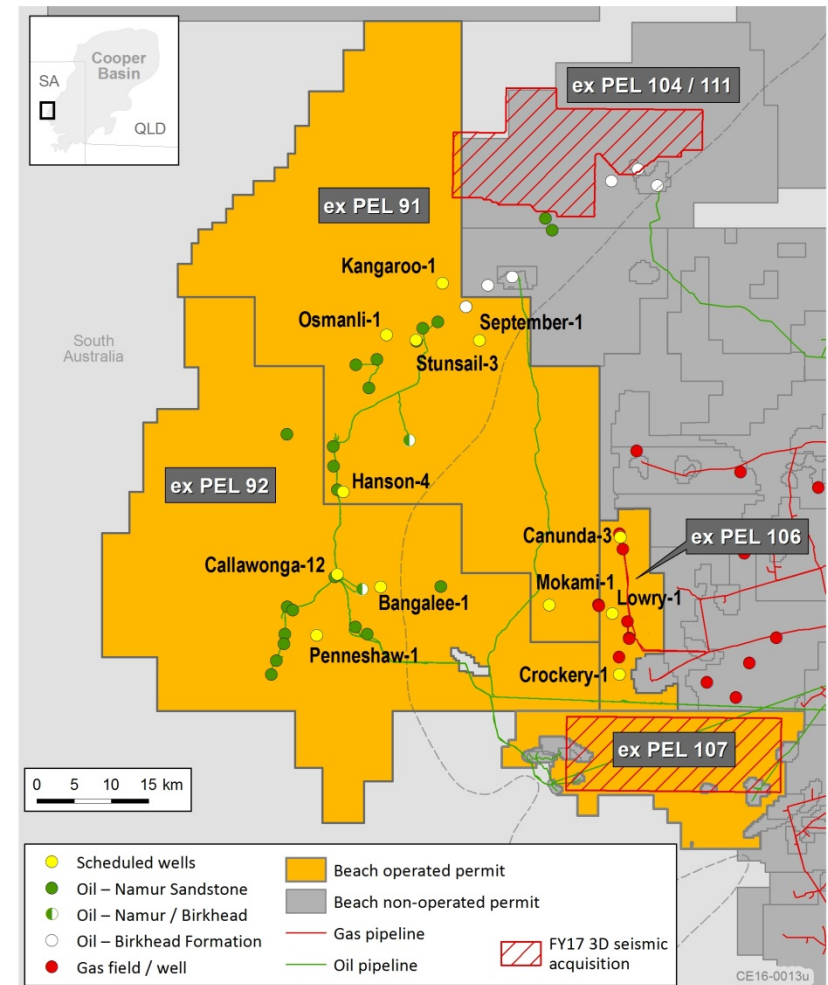 Cooper
Basin
SA
QLD
ex PEL 104 / 111
ex PEL 91
Kangaroo-1
Osmanli-1
September-1
Stunsail-3
South
Australia
ex PEL 92
Hanson-4
Canunda-3
ex PEL 106
Callawonga-12
Mokami-1
Lowry-1
Bangalee-1
Penneshaw-1
Crockery-1
ex PEL 107
0 5 10 15 km
Scheduled wells
Oil – Namur Sandstone
Oil – Namur / Birkhead
Oil – Birkhead Formation
Gas field / well
Beach operated permit
Beach non-operated permit
Gas pipeline
Oil pipeline
FY17 3D seismic
acquisition
CE16-0013u